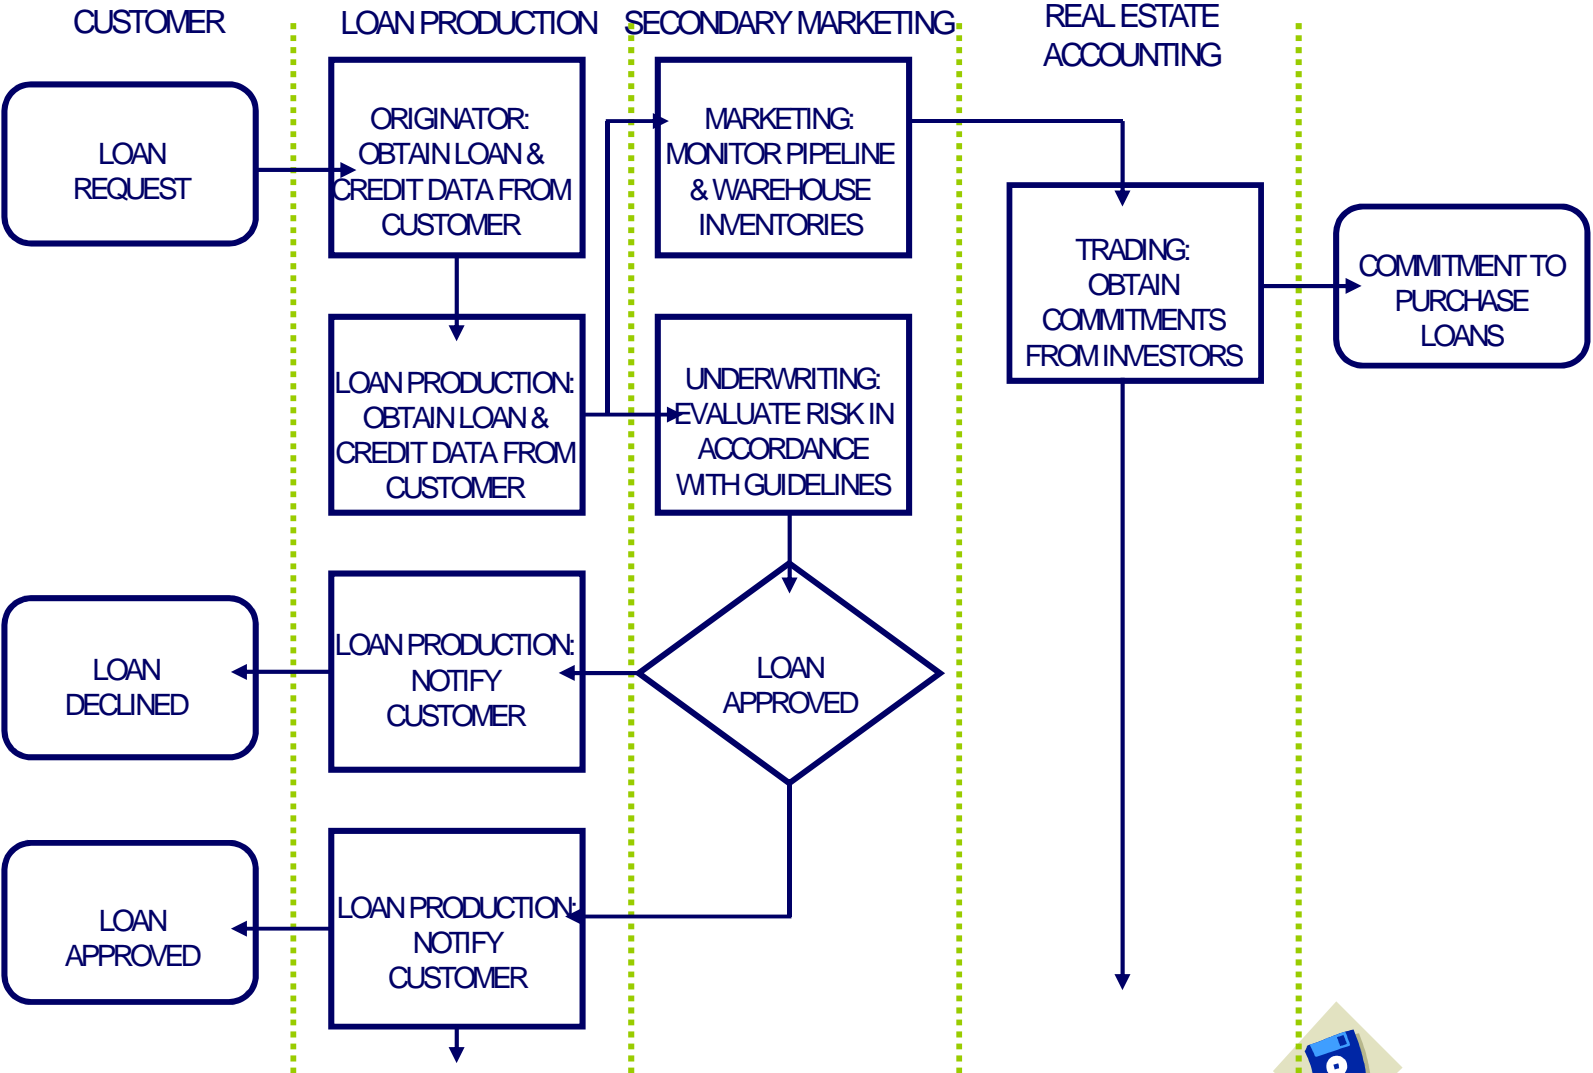 CUSTOMER
LOAN PRODUCTION
SECONDARY MARKETING
REAL ESTATE
ACCOUNTING
LOAN
REQUEST
ORIGINATOR:
OBTAIN LOAN &
CREDIT DATA FROM
CUSTOMER
MARKETING:
MONITOR PIPELINE
& WAREHOUSE
INVENTORIES
TRADING:
OBTAIN
COMMITMENTS
FROM INVESTORS
COMMITMENT TO
PURCHASE
LOANS
LOAN PRODUCTION:
OBTAIN LOAN &
CREDIT DATA FROM
CUSTOMER
UNDERWRITING:
EVALUATE RISK IN
ACCORDANCE
WITH GUIDELINES
LOAN
DECLINED
LOAN PRODUCTION:
NOTIFY
CUSTOMER
LOAN
APPROVED
LOAN
APPROVED
LOAN PRODUCTION:
NOTIFY
CUSTOMER